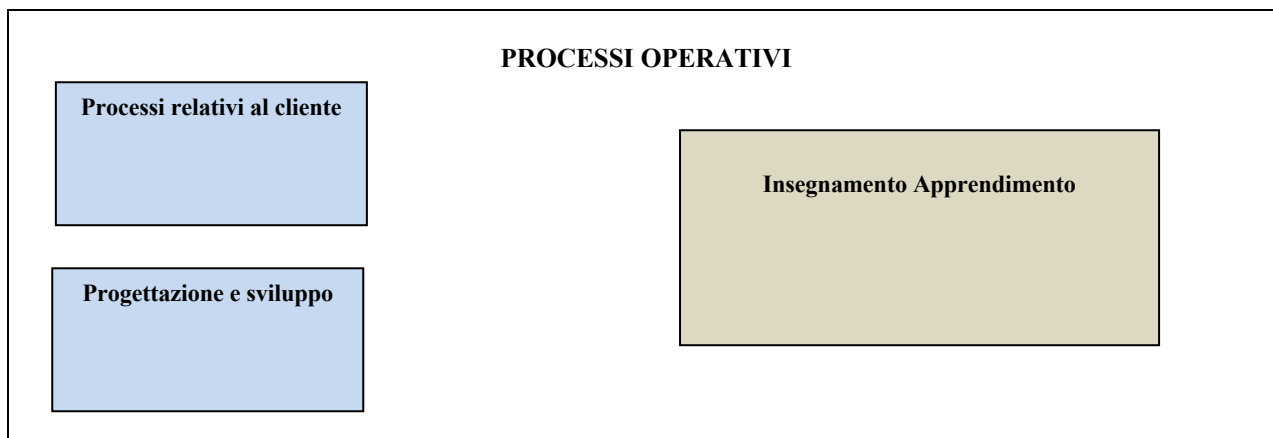 PROCESSI OPERATIVI
Processi relativi al cliente
Insegnamento Apprendimento
Progettazione e sviluppo